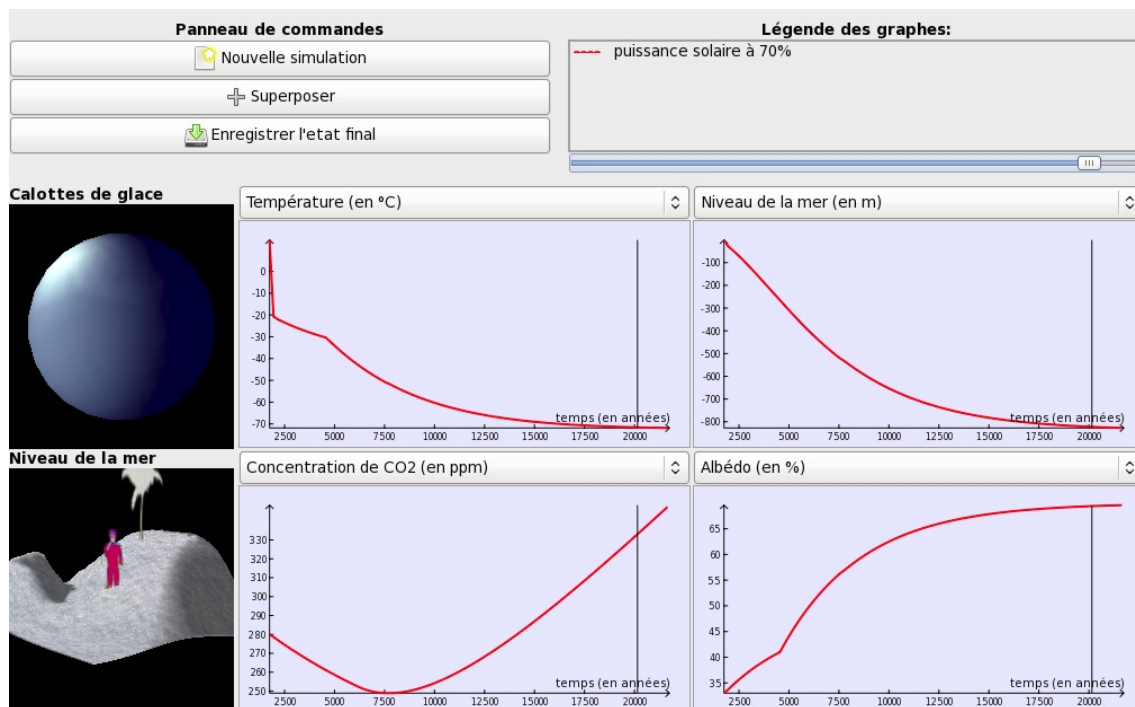 Panneau de commandes
Légende des graphes:
Nouvelle simulation
puissance solaire à 70%
Superposer
Enregistrer l'etat final
Calottes de glace
Température (en °C)
Niveau de la mer (en m)
0
-10
-20
-30
-40
-50
-60
-70
temps (en années)
2500 5000 7500 10000 12500 15000 17500 20000
-100
-200
-300
-400
-500
-600
-700
-800
temps (en années)
2500 5000 7500 10000 12500 15000 17500 20000
Niveau de la mer
Concentration de CO2 (en ppm)
Albédo (en %)
330
320
310
300
290
280
270
260
250
temps (en années)
2500 5000 7500 10000 12500 15000 17500 20000
65
60
55
50
45
40
35
temps (en années)
2500 5000 7500 10000 12500 15000 17500 20000